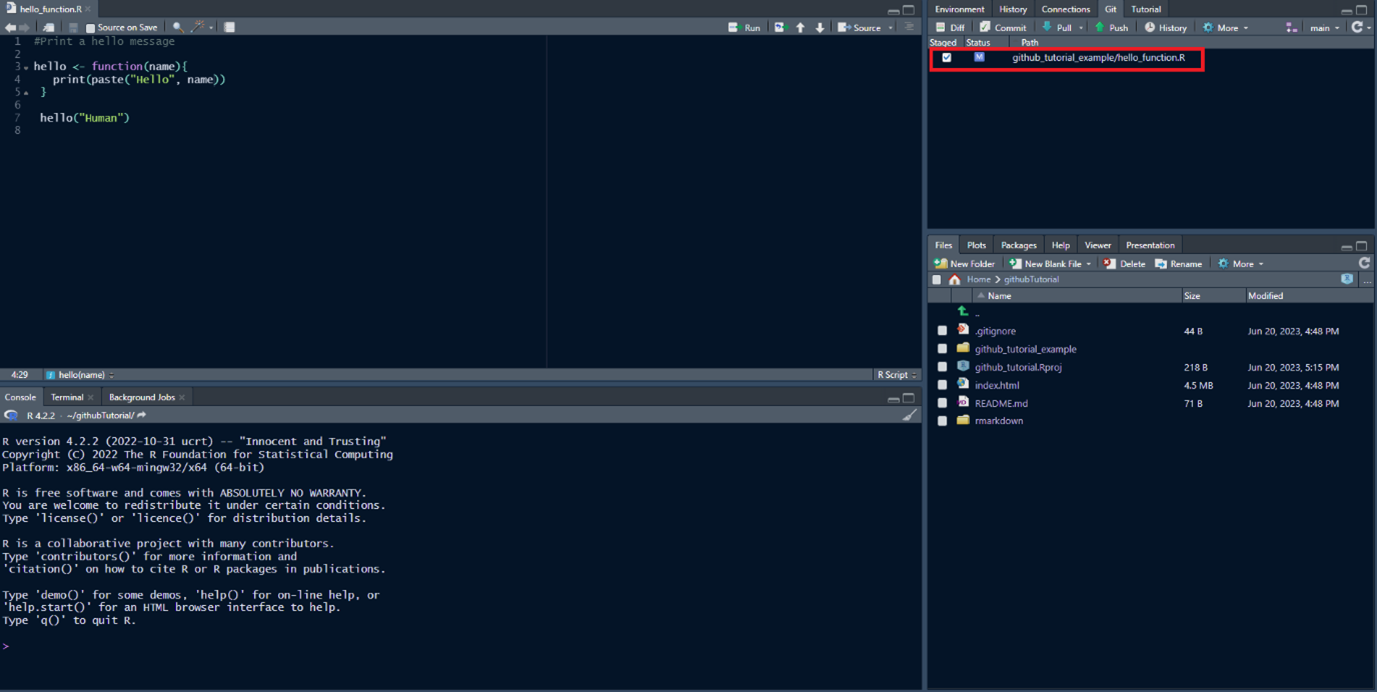 hello_function.R
Source on Save
Run
Source
1 #Print a hello message
2
3 hello <- function(name){
4 print(paste("Hello", name))
5 }
6
7 hello("Human")
8
4:29 hello(name) R Script
Console Terminal Background Jobs
R 4.2.2 · ~/githubTutorial/
R version 4.2.2 (2022-10-31 ucrt) -- "Innocent and Trusting"
Copyright (C) 2022 The R Foundation for Statistical Computing
Platform: x86_64-w64-mingw32/x64 (64-bit)
R is free software and comes with ABSOLUTELY NO WARRANTY.
You are welcome to redistribute it under certain conditions.
Type 'license()' or 'licence()' for distribution details.
R is a collaborative project with many contributors.
Type 'contributors()' for more information and
'citation()' on how to cite R or R packages in publications.
Type 'demo()' for some demos, 'help()' for on-line help, or
'help.start()' for an HTML browser interface to help.
Type 'q()' to quit R.
>
Environment History Connections Git Tutorial
Diff Commit Pull Push History More main
Staged Status Path
M github_tutorial_example/hello_function.R
Files Plots Packages Help Viewer Presentation
New Folder New Blank File Delete Rename More
Home > githubTutorial ...
Name Size Modified
..
.gitignore 44 B Jun 20, 2023, 4:48 PM
github_tutorial_example
github_tutorial.Rproj 218 B Jun 20, 2023, 5:15 PM
index.html 4.5 MB Jun 20, 2023, 4:48 PM
README.md 71 B Jun 20, 2023, 4:48 PM
rmarkdown